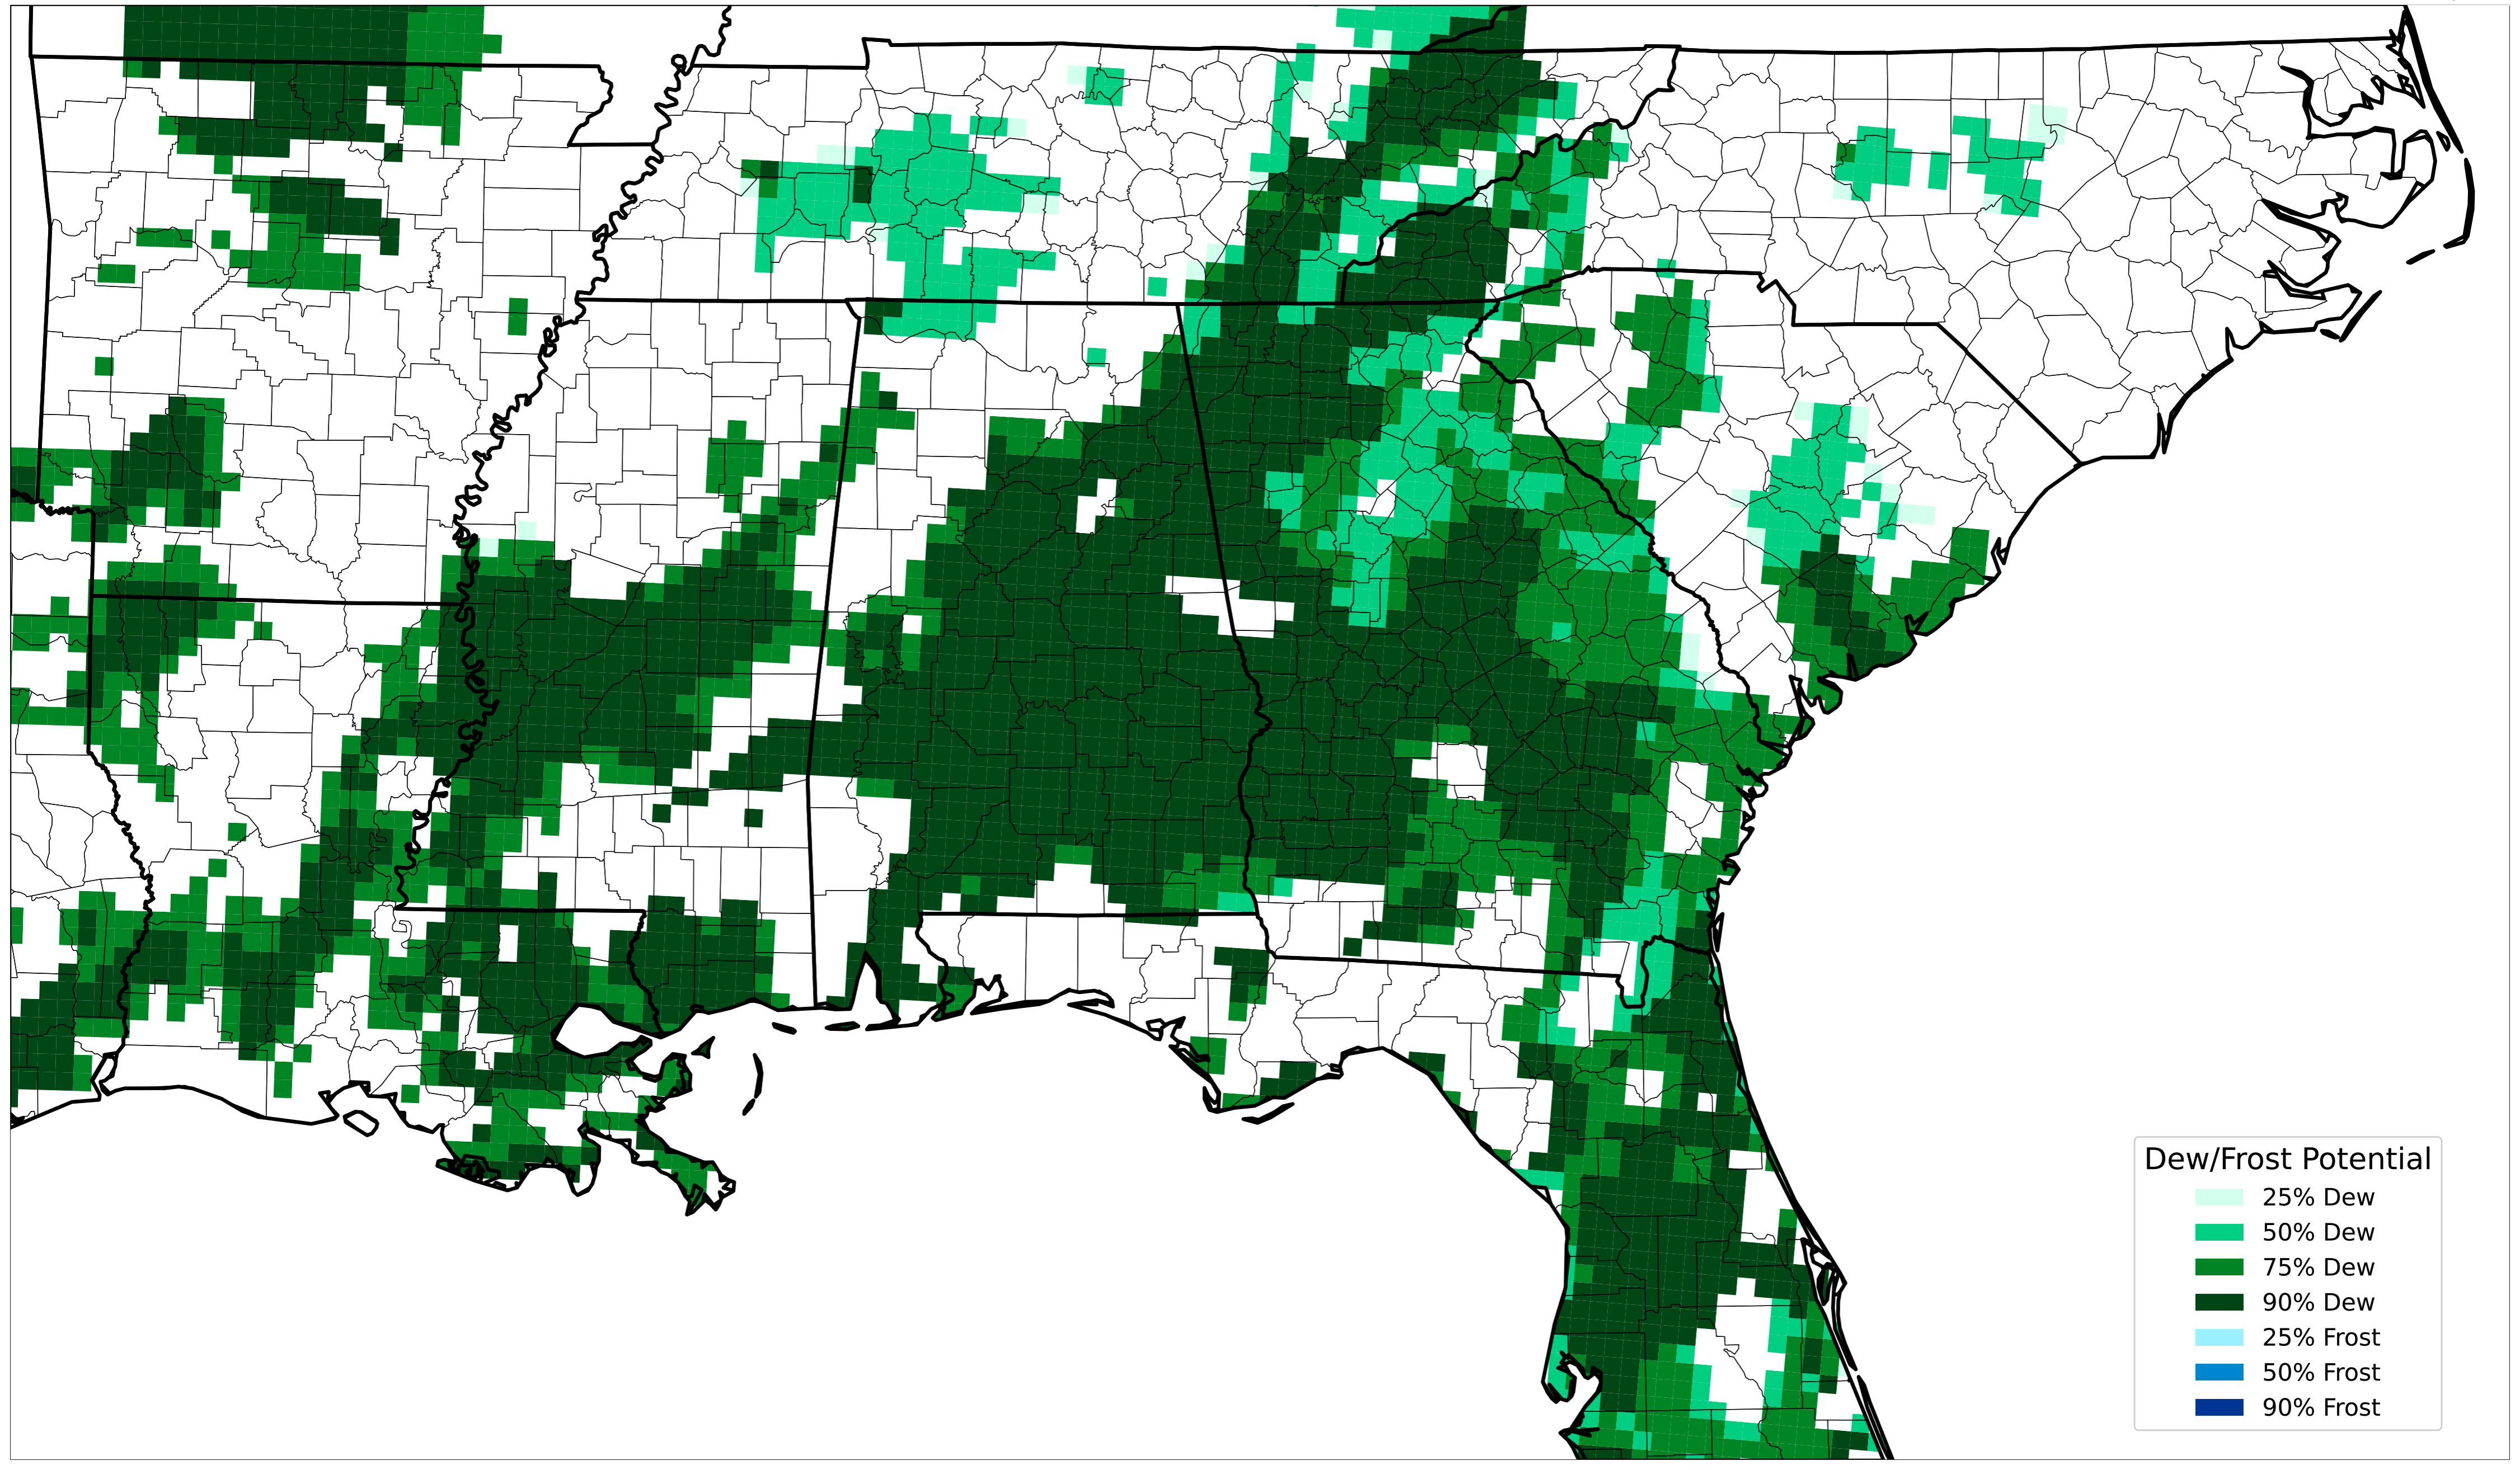 Dew/Frost Potential
25% Dew
50% Dew
75% Dew
90% Dew
25% Frost
50% Frost
90% Frost